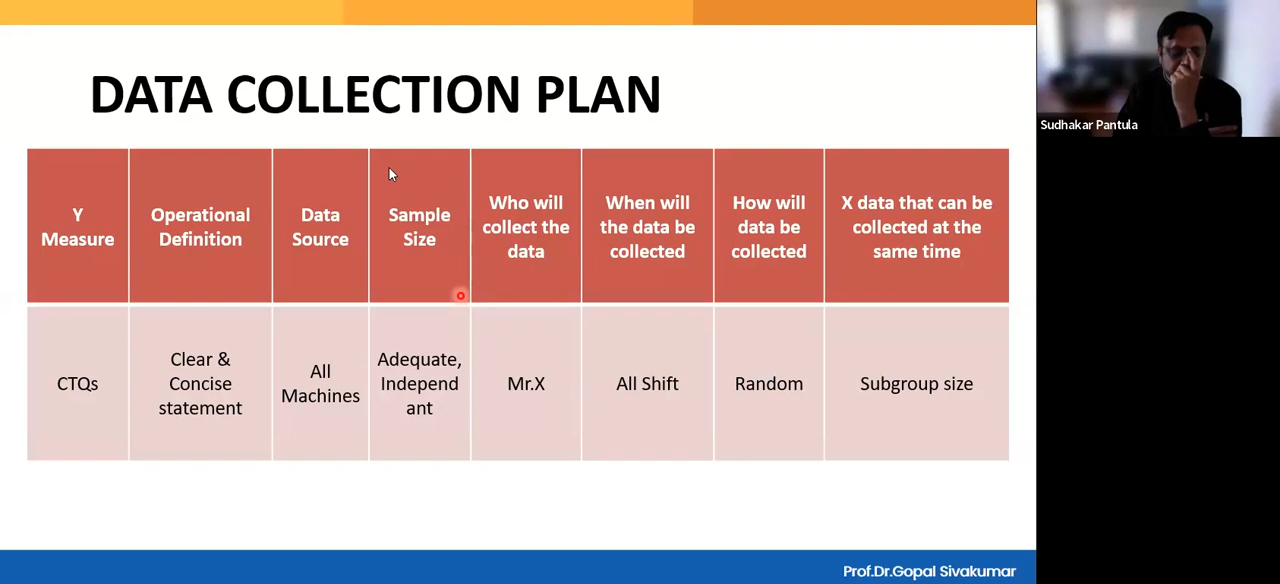 DATA COLLECTION PLAN
Y
Measure
Operational
Definition
Data
Source
Sample
Size
Who will
collect the
data
When will
the data be
collected
How will
data be
collected
X data that can be
collected at the
same time
CTQs
Clear &
Concise
statement
All
Machines
Adequate,
Independ
ant
Mr.X
All Shift
Random
Subgroup size
Prof.Dr.Gopal Sivakumar
Sudhakar Pantula